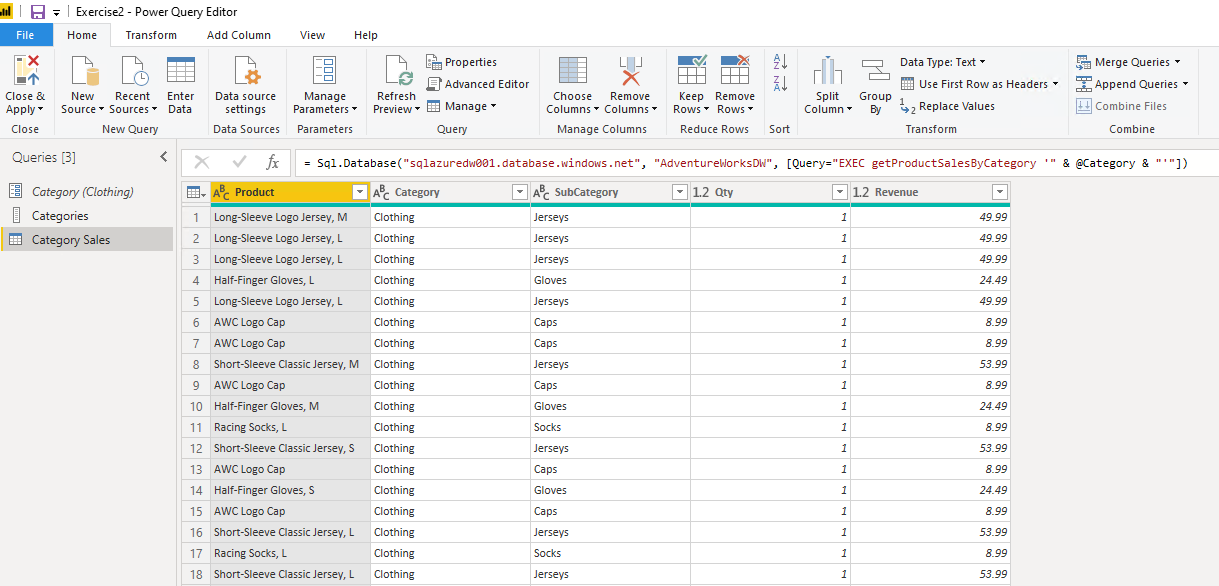 Exercise2 - Power Query Editor
File Home Transform Add Column View Help
Close & Apply
New Source
Recent Sources
Enter Data
Data source settings
Manage Parameters
Refresh Preview
Properties
Advanced Editor
Manage
Choose Columns
Remove Columns
Keep Rows
Remove Rows
A Z
Z A
Split Column
Group By
Data Type: Text
Use First Row as Headers
1 2 Replace Values
Merge Queries
Append Queries
Combine Files
Close New Query Data Sources Parameters Query Manage Columns Reduce Rows Sort Transform Combine
Queries [3]
Category (Clothing)
Categories
Category Sales
fx = Sql.Database("sqlazuredw001.database.windows.net", "AdventureWorksDW", [Query="EXEC getProductSalesByCategory '" & @Category & "'"])
ABC Product ABC Category ABC SubCategory 1.2 Qty 1.2 Revenue
1 Long-Sleeve Logo Jersey, M Clothing Jerseys 1 49.99
2 Long-Sleeve Logo Jersey, L Clothing Jerseys 1 49.99
3 Long-Sleeve Logo Jersey, L Clothing Jerseys 1 49.99
4 Half-Finger Gloves, L Clothing Gloves 1 24.49
5 Long-Sleeve Logo Jersey, L Clothing Jerseys 1 49.99
6 AWC Logo Cap Clothing Caps 1 8.99
7 AWC Logo Cap Clothing Caps 1 8.99
8 Short-Sleeve Classic Jersey, M Clothing Jerseys 1 53.99
9 AWC Logo Cap Clothing Caps 1 8.99
10 Half-Finger Gloves, M Clothing Gloves 1 24.49
11 Racing Socks, L Clothing Socks 1 8.99
12 Short-Sleeve Classic Jersey, S Clothing Jerseys 1 53.99
13 AWC Logo Cap Clothing Caps 1 8.99
14 Half-Finger Gloves, S Clothing Gloves 1 24.49
15 AWC Logo Cap Clothing Caps 1 8.99
16 Short-Sleeve Classic Jersey, L Clothing Jerseys 1 53.99
17 Racing Socks, L Clothing Socks 1 8.99
18 Short-Sleeve Classic Jersey, L Clothing Jerseys 1 53.99